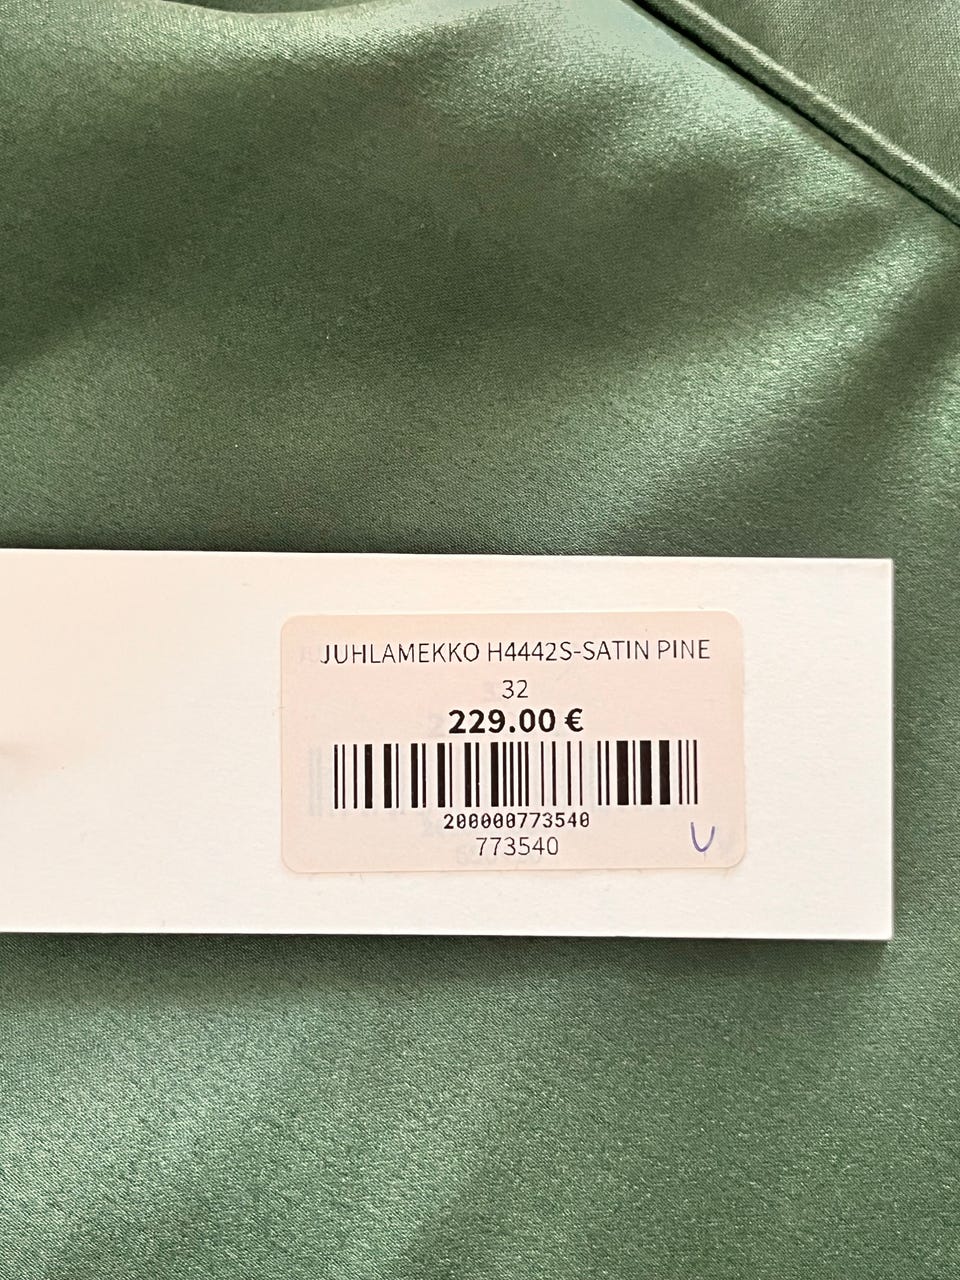 JUHLAMEKKO H4442S-SATIN PINE
32
229.00 €
200000773540
773540
U